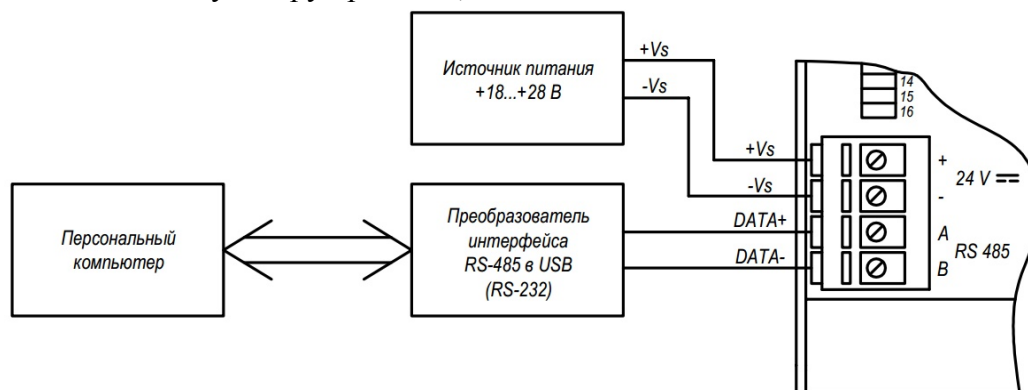 Источник питания
+18...+28 В
+Vs
-Vs
14
15
16
+Vs
-Vs
DATA+
DATA-
+
-
24 V
A
B
RS 485
Персональный
компьютер
Преобразователь
интерфейса
RS-485 в USB
(RS-232)